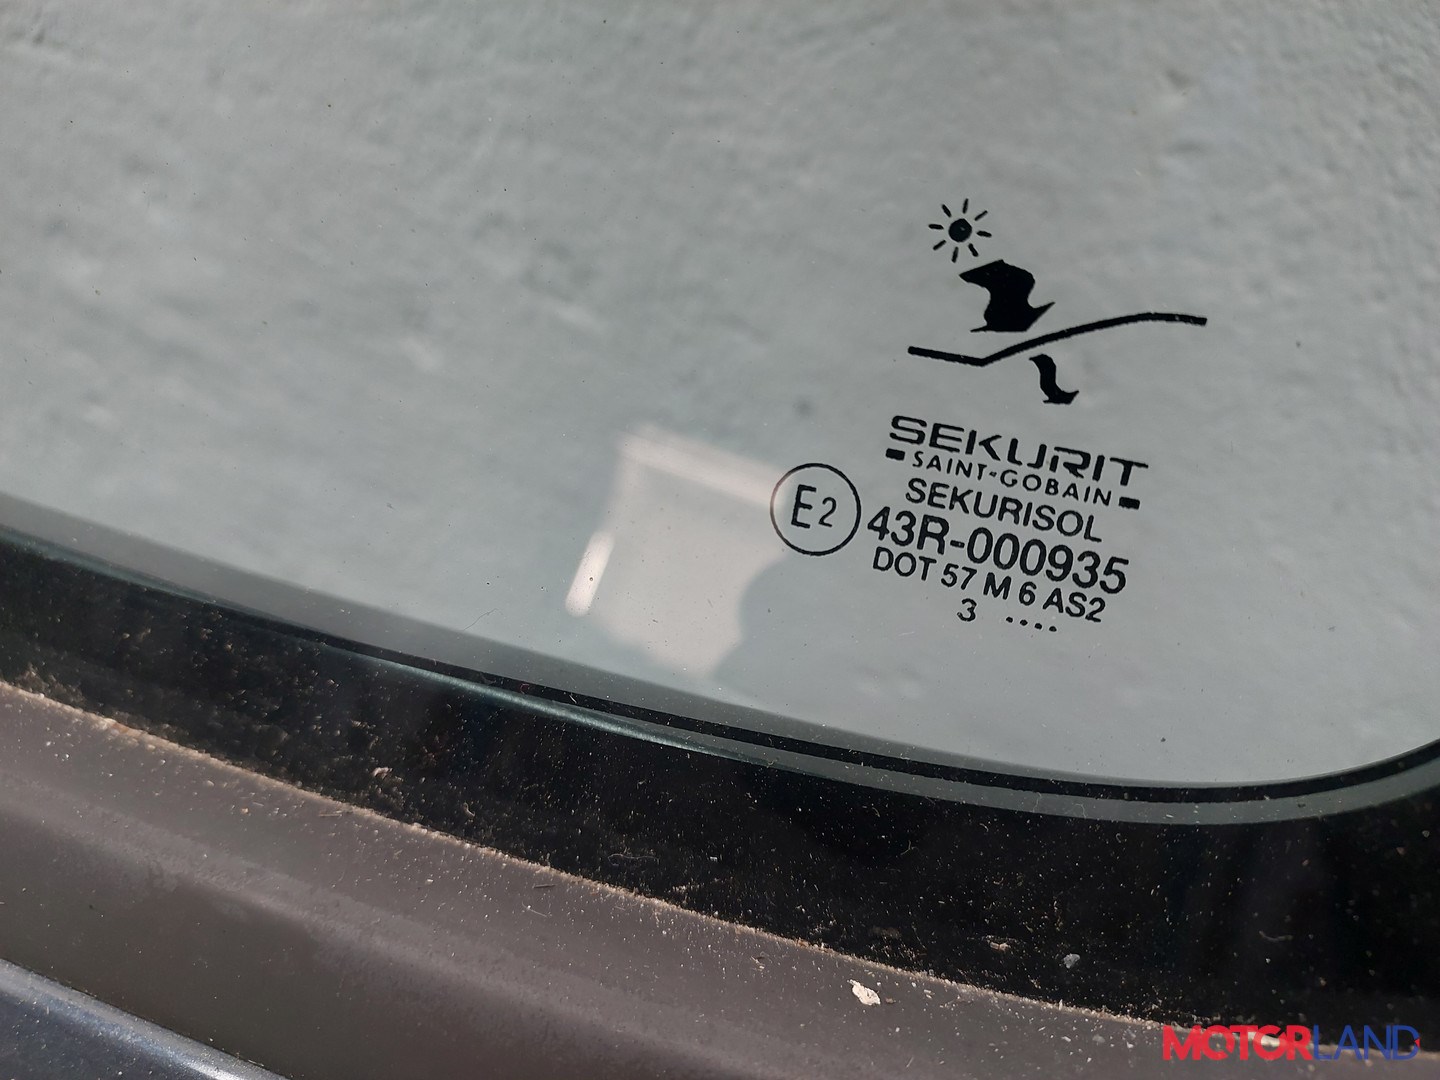 SEKURIT
SAINT-GOBAIN
SEKURISOL
E2 43R-000935
DOT 57 M 6 AS2
3 ....
MOTORLAND